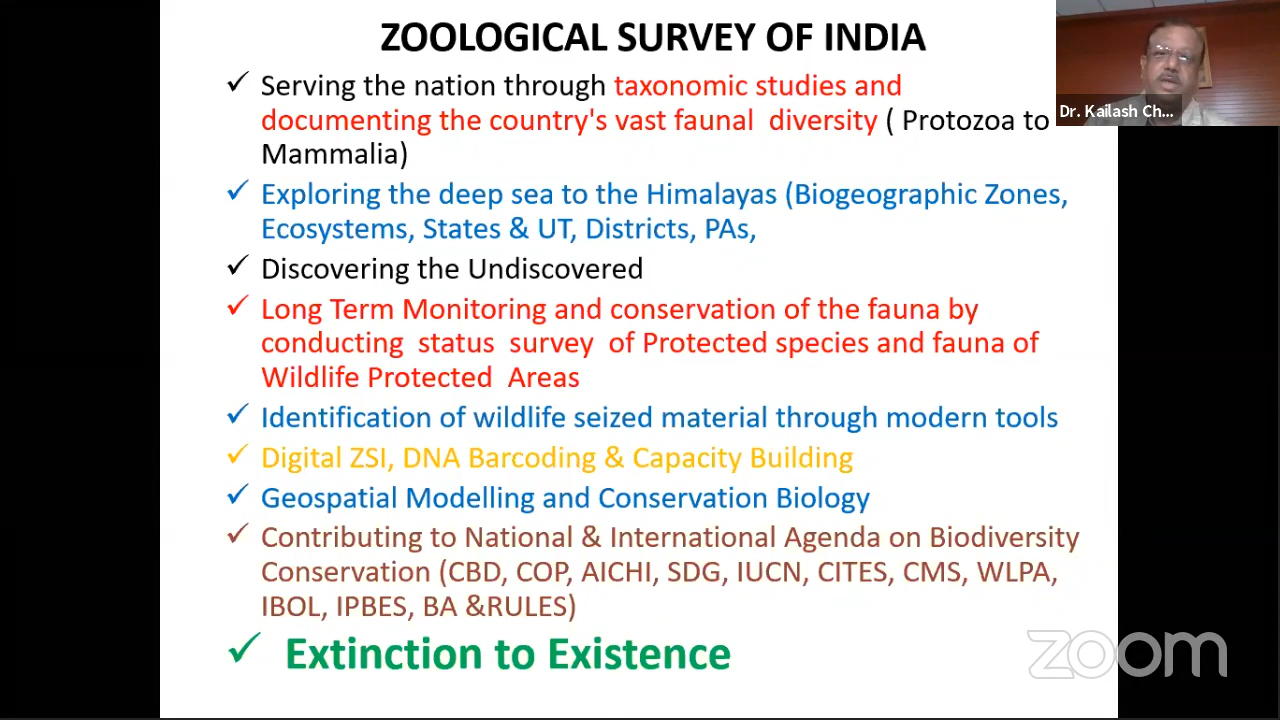 ZOOLOGICAL SURVEY OF INDIA
✓ Serving the nation through taxonomic studies and
documenting the country's vast faunal diversity ( Protozoa to
Mammalia)
✓ Exploring the deep sea to the Himalayas (Biogeographic Zones,
Ecosystems, States & UT, Districts, PAs,
✓ Discovering the Undiscovered
✓ Long Term Monitoring and conservation of the fauna by
conducting status survey of Protected species and fauna of
Wildlife Protected Areas
✓ Identification of wildlife seized material through modern tools
✓ Digital ZSI, DNA Barcoding & Capacity Building
✓ Geospatial Modelling and Conservation Biology
✓ Contributing to National & International Agenda on Biodiversity
Conservation (CBD, COP, AICHI, SDG, IUCN, CITES, CMS, WLPA,
IBOL, IPBES, BA &RULES)
✓ Extinction to Existence
Dr. Kailash Ch...
zoom